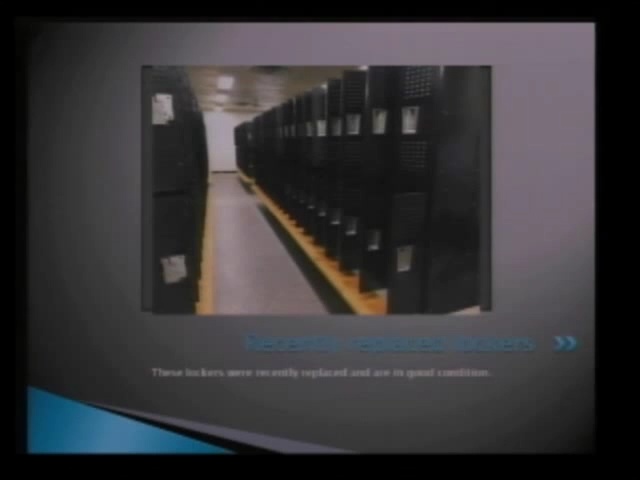 Recently replaced lockers
These lockers were recently replaced and are in good condition.